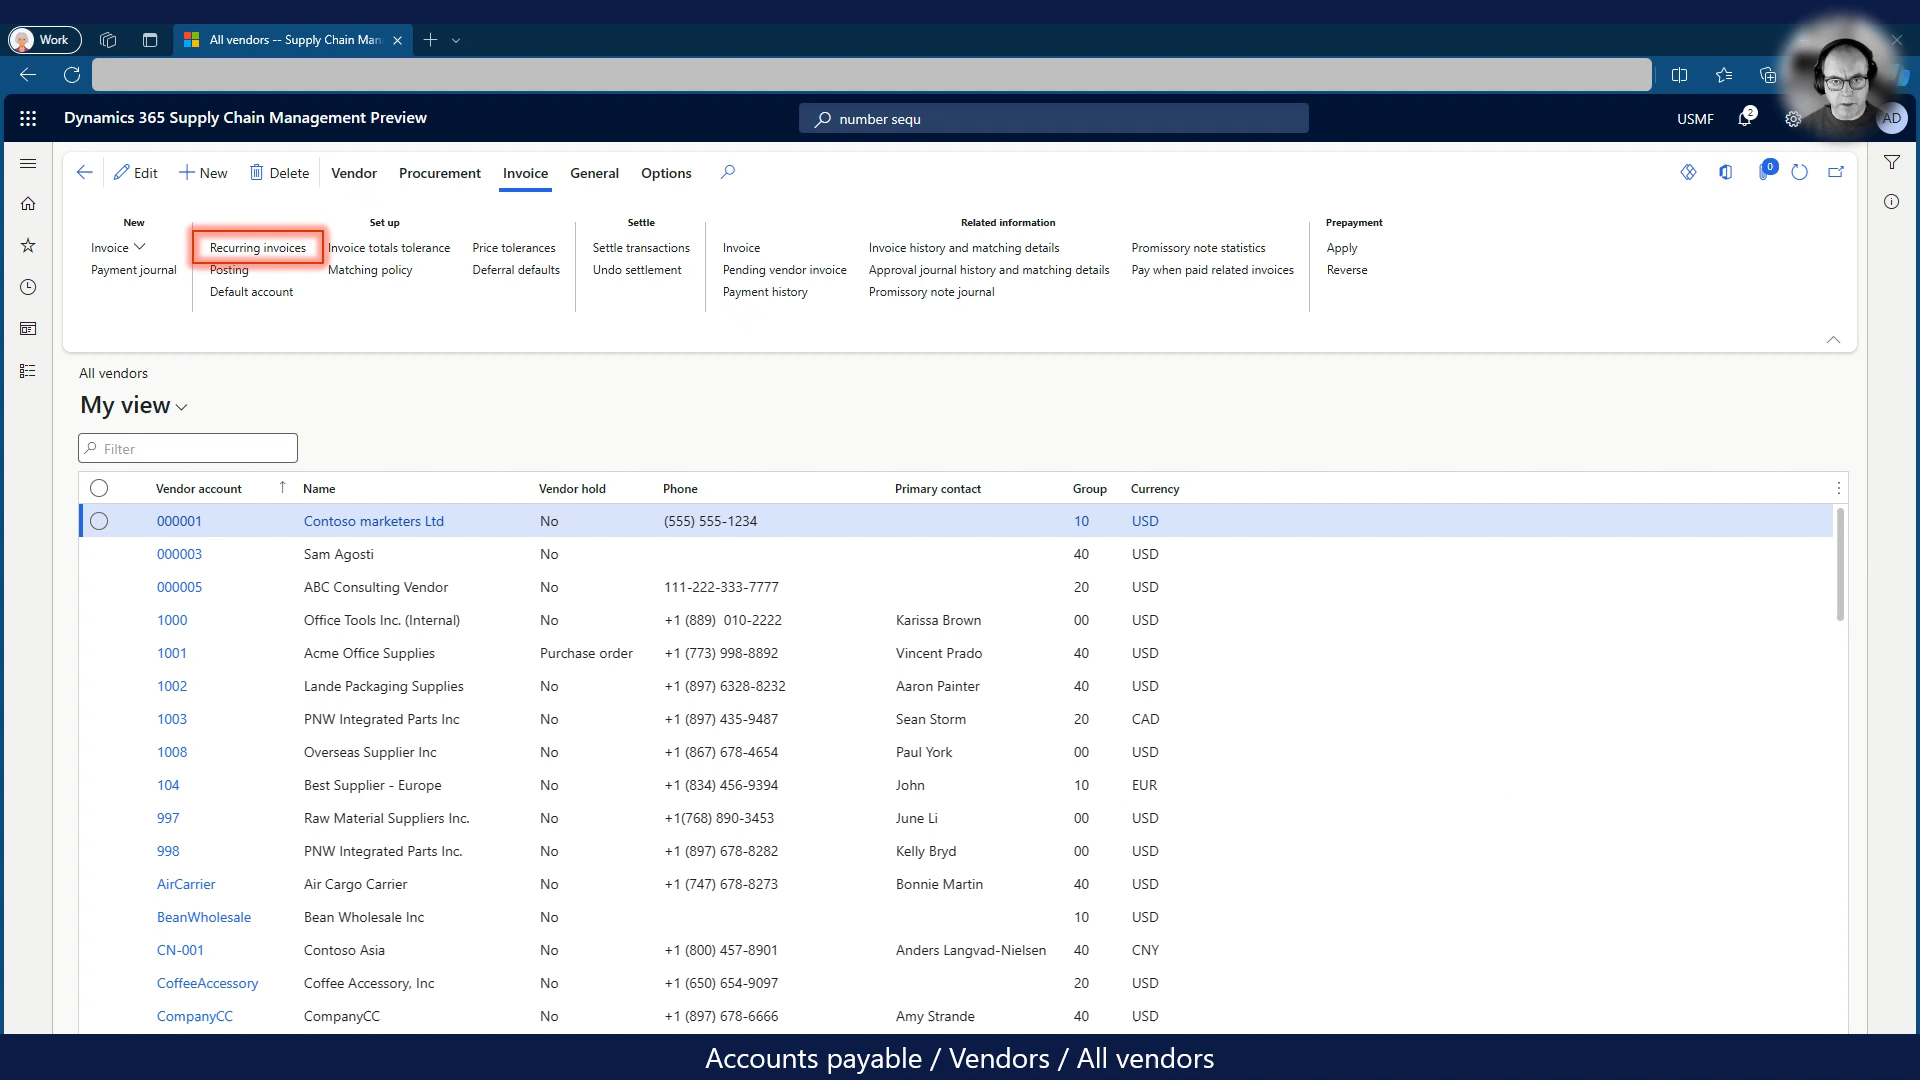 Work
All vendors -- Supply Chain Man
Dynamics 365 Supply Chain Management Preview
number sequ
USMF
2
AD
Edit
New
Delete
Vendor
Procurement
Invoice
General
Options
0
New
Invoice
Payment journal
Set up
Recurring invoices
Posting
Default account
Invoice totals tolerance
Matching policy
Price tolerances
Deferral defaults
Settle
Settle transactions
Undo settlement
Related information
Invoice
Pending vendor invoice
Payment history
Invoice history and matching details
Approval journal history and matching details
Promissory note journal
Promissory note statistics
Pay when paid related invoices
Prepayment
Apply
Reverse
All vendors
My view
Filter
Vendor account Name Vendor hold Phone Primary contact Group Currency
000001 Contoso marketers Ltd No (555) 555-1234 10 USD
000003 Sam Agosti No 40 USD
000005 ABC Consulting Vendor No 111-222-333-7777 20 USD
1000 Office Tools Inc. (Internal) No +1 (889)  010-2222 Karissa Brown 00 USD
1001 Acme Office Supplies Purchase order +1 (773) 998-8892 Vincent Prado 40 USD
1002 Lande Packaging Supplies No +1 (897) 6328-8232 Aaron Painter 40 USD
1003 PNW Integrated Parts Inc No +1 (897) 435-9487 Sean Storm 20 CAD
1008 Overseas Supplier Inc No +1 (867) 678-4654 Paul York 00 USD
104 Best Supplier - Europe No +1 (834) 456-9394 John 10 EUR
997 Raw Material Suppliers Inc. No +1(768) 890-3453 June Li 00 USD
998 PNW Integrated Parts Inc. No +1 (897) 678-8282 Kelly Bryd 00 USD
AirCarrier Air Cargo Carrier No +1 (747) 678-8273 Bonnie Martin 40 USD
BeanWholesale Bean Wholesale Inc No 10 USD
CN-001 Contoso Asia No +1 (800) 457-8901 Anders Langvad-Nielsen 40 CNY
CoffeeAccessory Coffee Accessory, Inc No +1 (650) 654-9097 20 USD
CompanyCC CompanyCC No +1 (897) 678-6666 Amy Strande 40 USD
Accounts payable / Vendors / All vendors